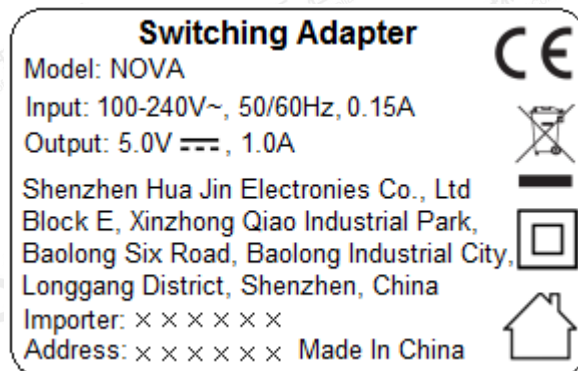 Switching Adapter
Model: NOVA
Input: 100-240V~, 50/60Hz, 0.15A
Output: 5.0V ⎓, 1.0A
Shenzhen Hua Jin Electronies Co., Ltd
Block E, Xinzhong Qiao Industrial Park,
Baolong Six Road, Baolong Industrial City,
Longgang District, Shenzhen, China
Importer: ××××××
Address: ×××××× Made In China
CE